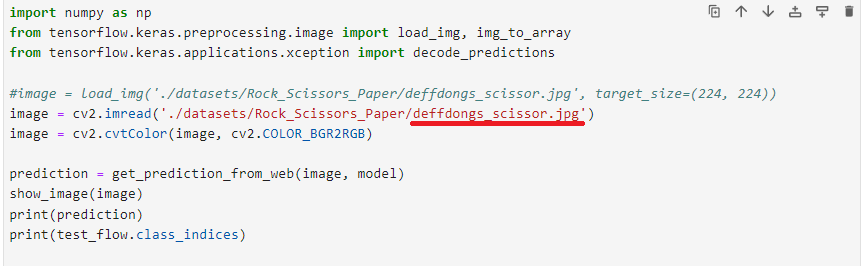 import numpy as np
from tensorflow.keras.preprocessing.image import load_img, img_to_array
from tensorflow.keras.applications.xception import decode_predictions
#image = load_img('./datasets/Rock_Scissors_Paper/deffdongs_scissor.jpg', target_size=(224, 224))
image = cv2.imread('./datasets/Rock_Scissors_Paper/deffdongs_scissor.jpg')
image = cv2.cvtColor(image, cv2.COLOR_BGR2RGB)
prediction = get_prediction_from_web(image, model)
show_image(image)
print(prediction)
print(test_flow.class_indices)